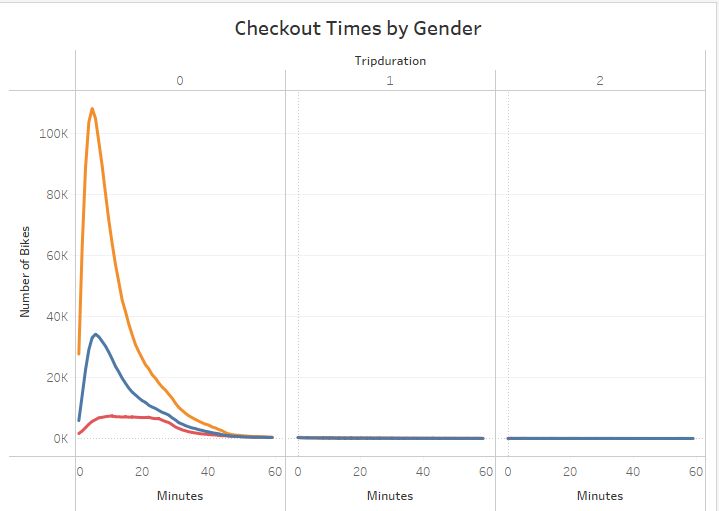 Checkout Times by Gender
Tripduration
0 1 2
Number of Bikes
100K
80K
60K
40K
20K
0K
0 20 40 60 0 20 40 60 0 20 40 60
Minutes Minutes Minutes